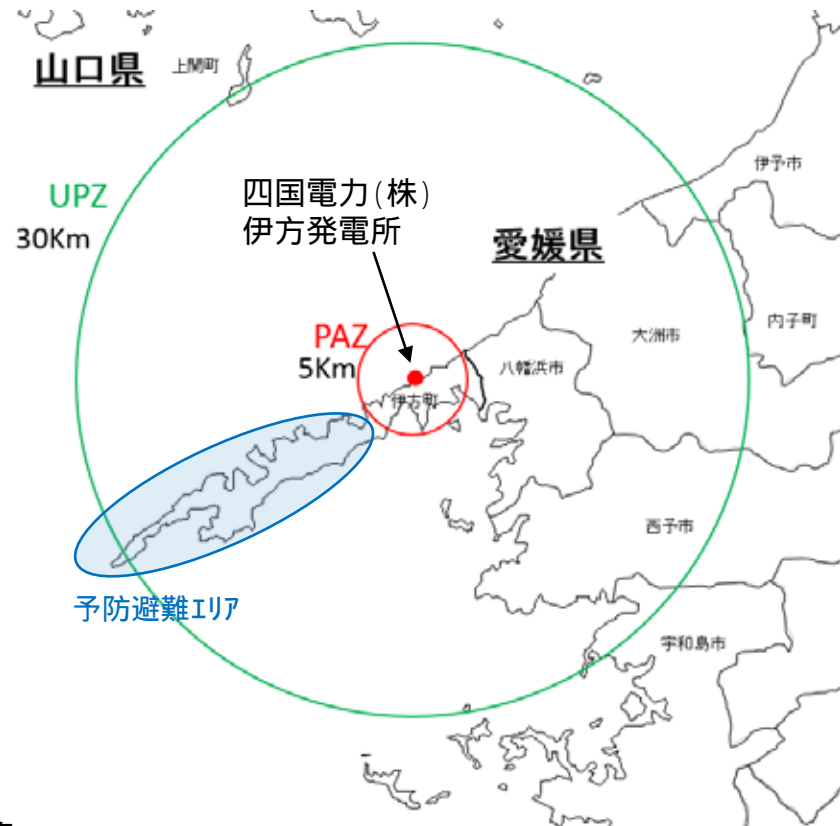 山口県
上関町
伊予市
四国電力(株)
伊方発電所
UPZ
30Km
愛媛県
内子町
大洲市
PAZ
5Km
八幡浜市
伊方町
西予市
予防避難エリア
宇和島市